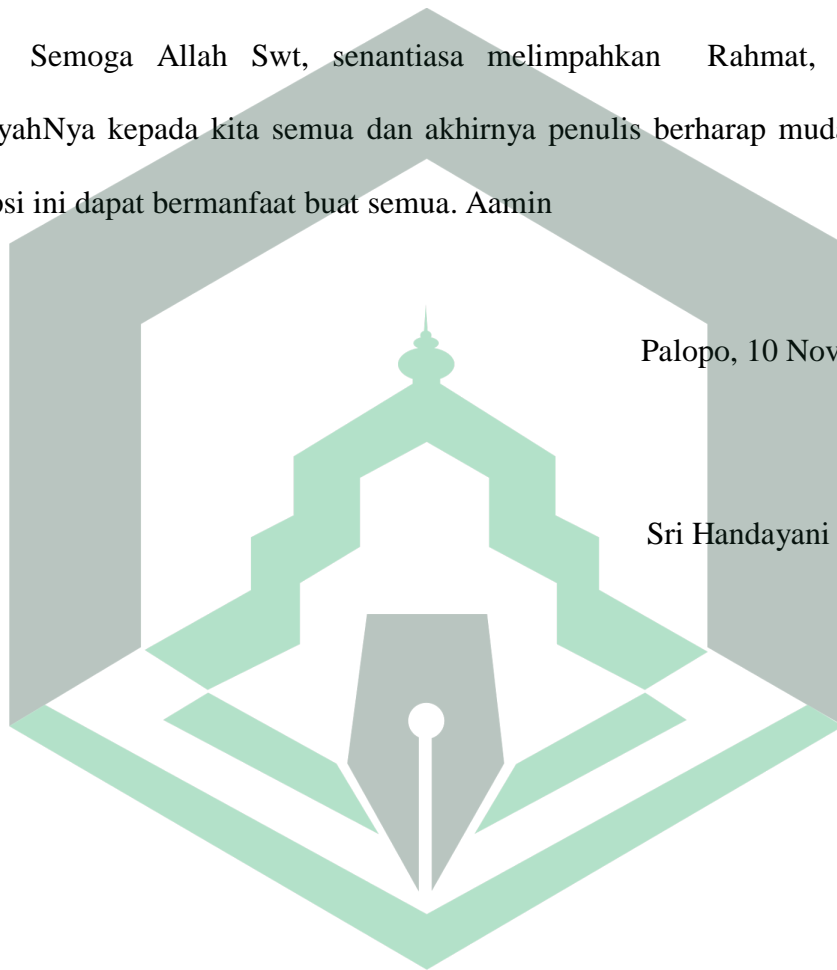 Semoga Allah Swt, senantiasa melimpahkan Rahmat,
yahNya kepada kita semua dan akhirnya penulis berharap muda
psi ini dapat bermanfaat buat semua. Aamin
Palopo, 10 Nov
Sri Handayani